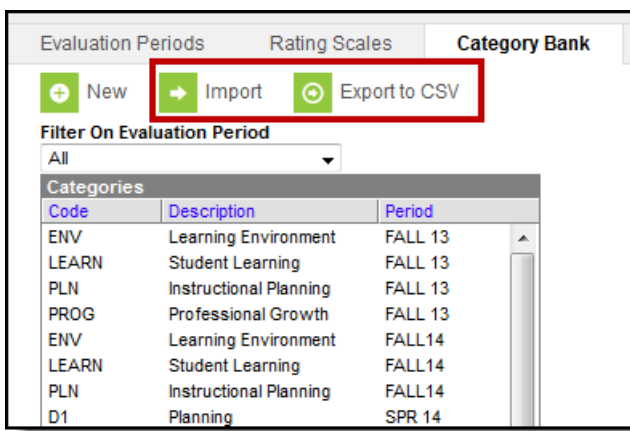 Evaluation Periods Rating Scales Category Bank
New Import Export to CSV
Filter On Evaluation Period
All
Categories
Code Description Period
ENV Learning Environment FALL 13
LEARN Student Learning FALL 13
PLN Instructional Planning FALL 13
PROG Professional Growth FALL 13
ENV Learning Environment FALL14
LEARN Student Learning FALL14
PLN Instructional Planning FALL14
D1 Planning SPR 14